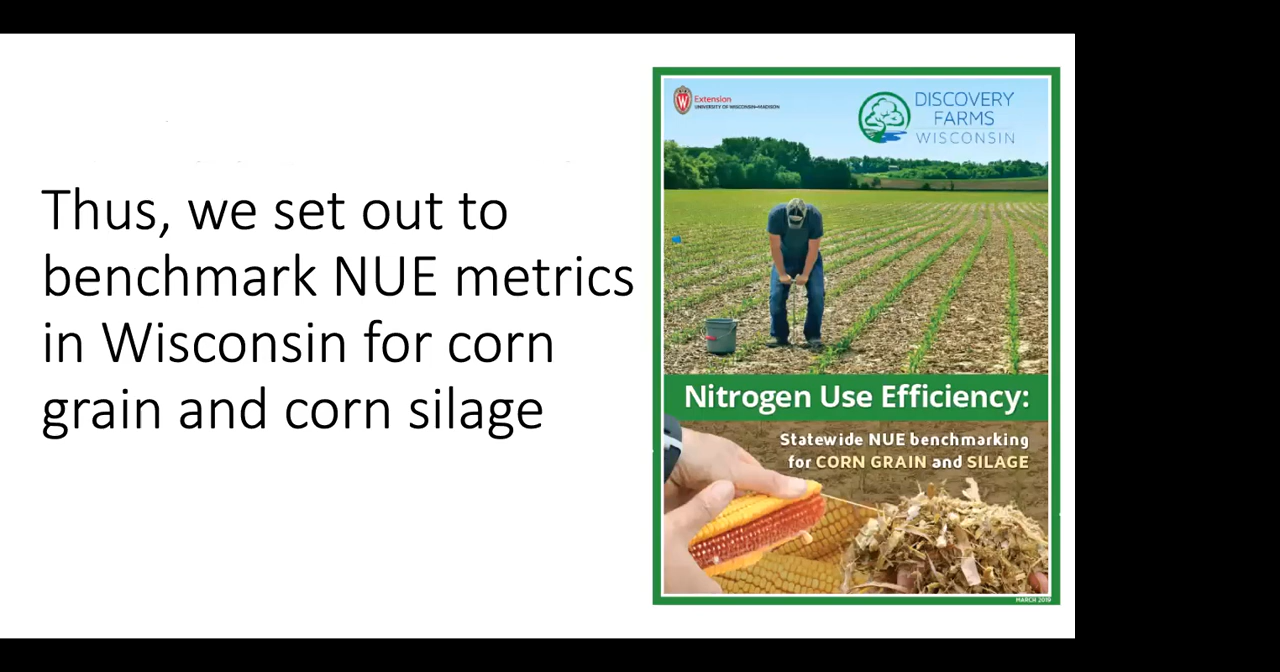 Thus, we set out to
benchmark NUE metrics
in Wisconsin for corn
grain and corn silage
Extension
UNIVERSITY OF WISCONSIN-MADISON
DISCOVERY
FARMS
WISCONSIN
Nitrogen Use Efficiency:
Statewide NUE benchmarking
for CORN GRAIN and SILAGE
MARCH 2019